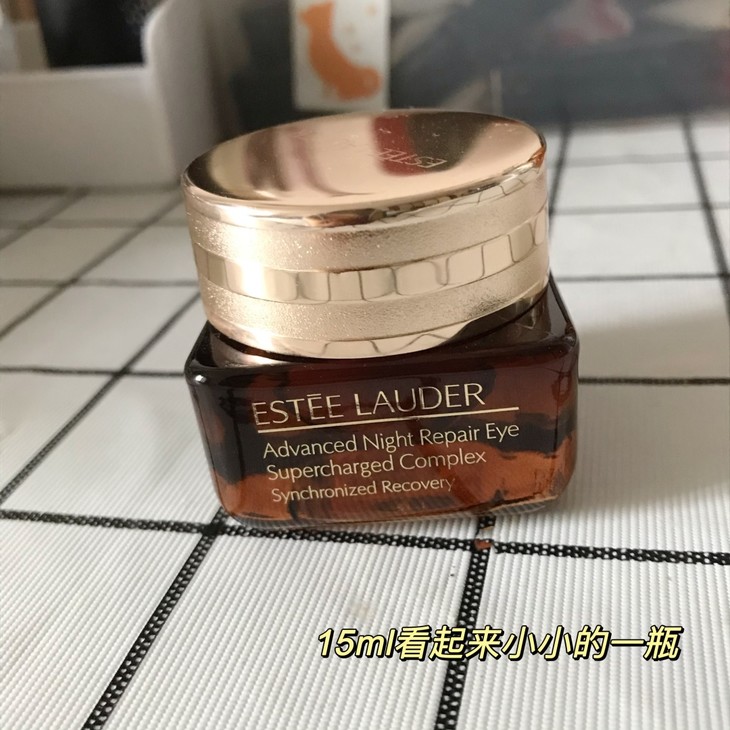 ESTĒE LAUDER
Advanced Night Repair Eye
Supercharged Complex
Synchronized Recovery
15ml看起来小小的一瓶